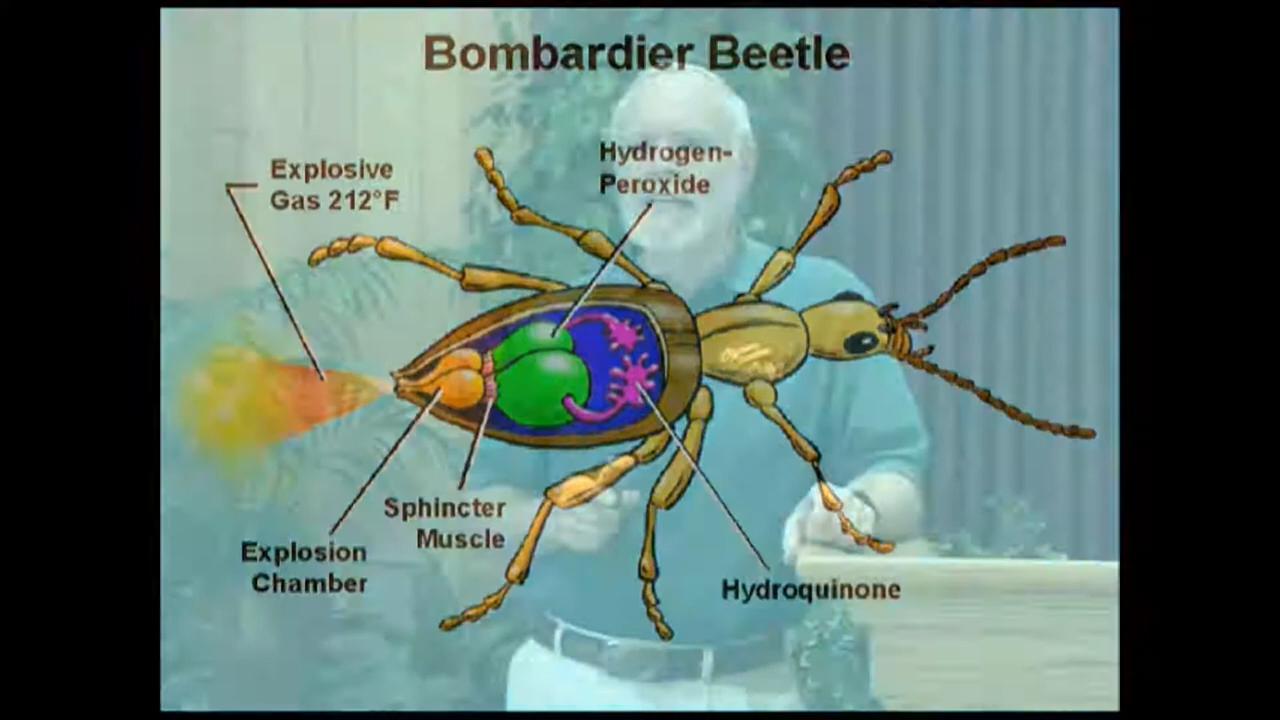 Bombardier Beetle
Explosive
Gas 212°F
Hydrogen-
Peroxide
Sphincter
Muscle
Explosion
Chamber
Hydroquinone